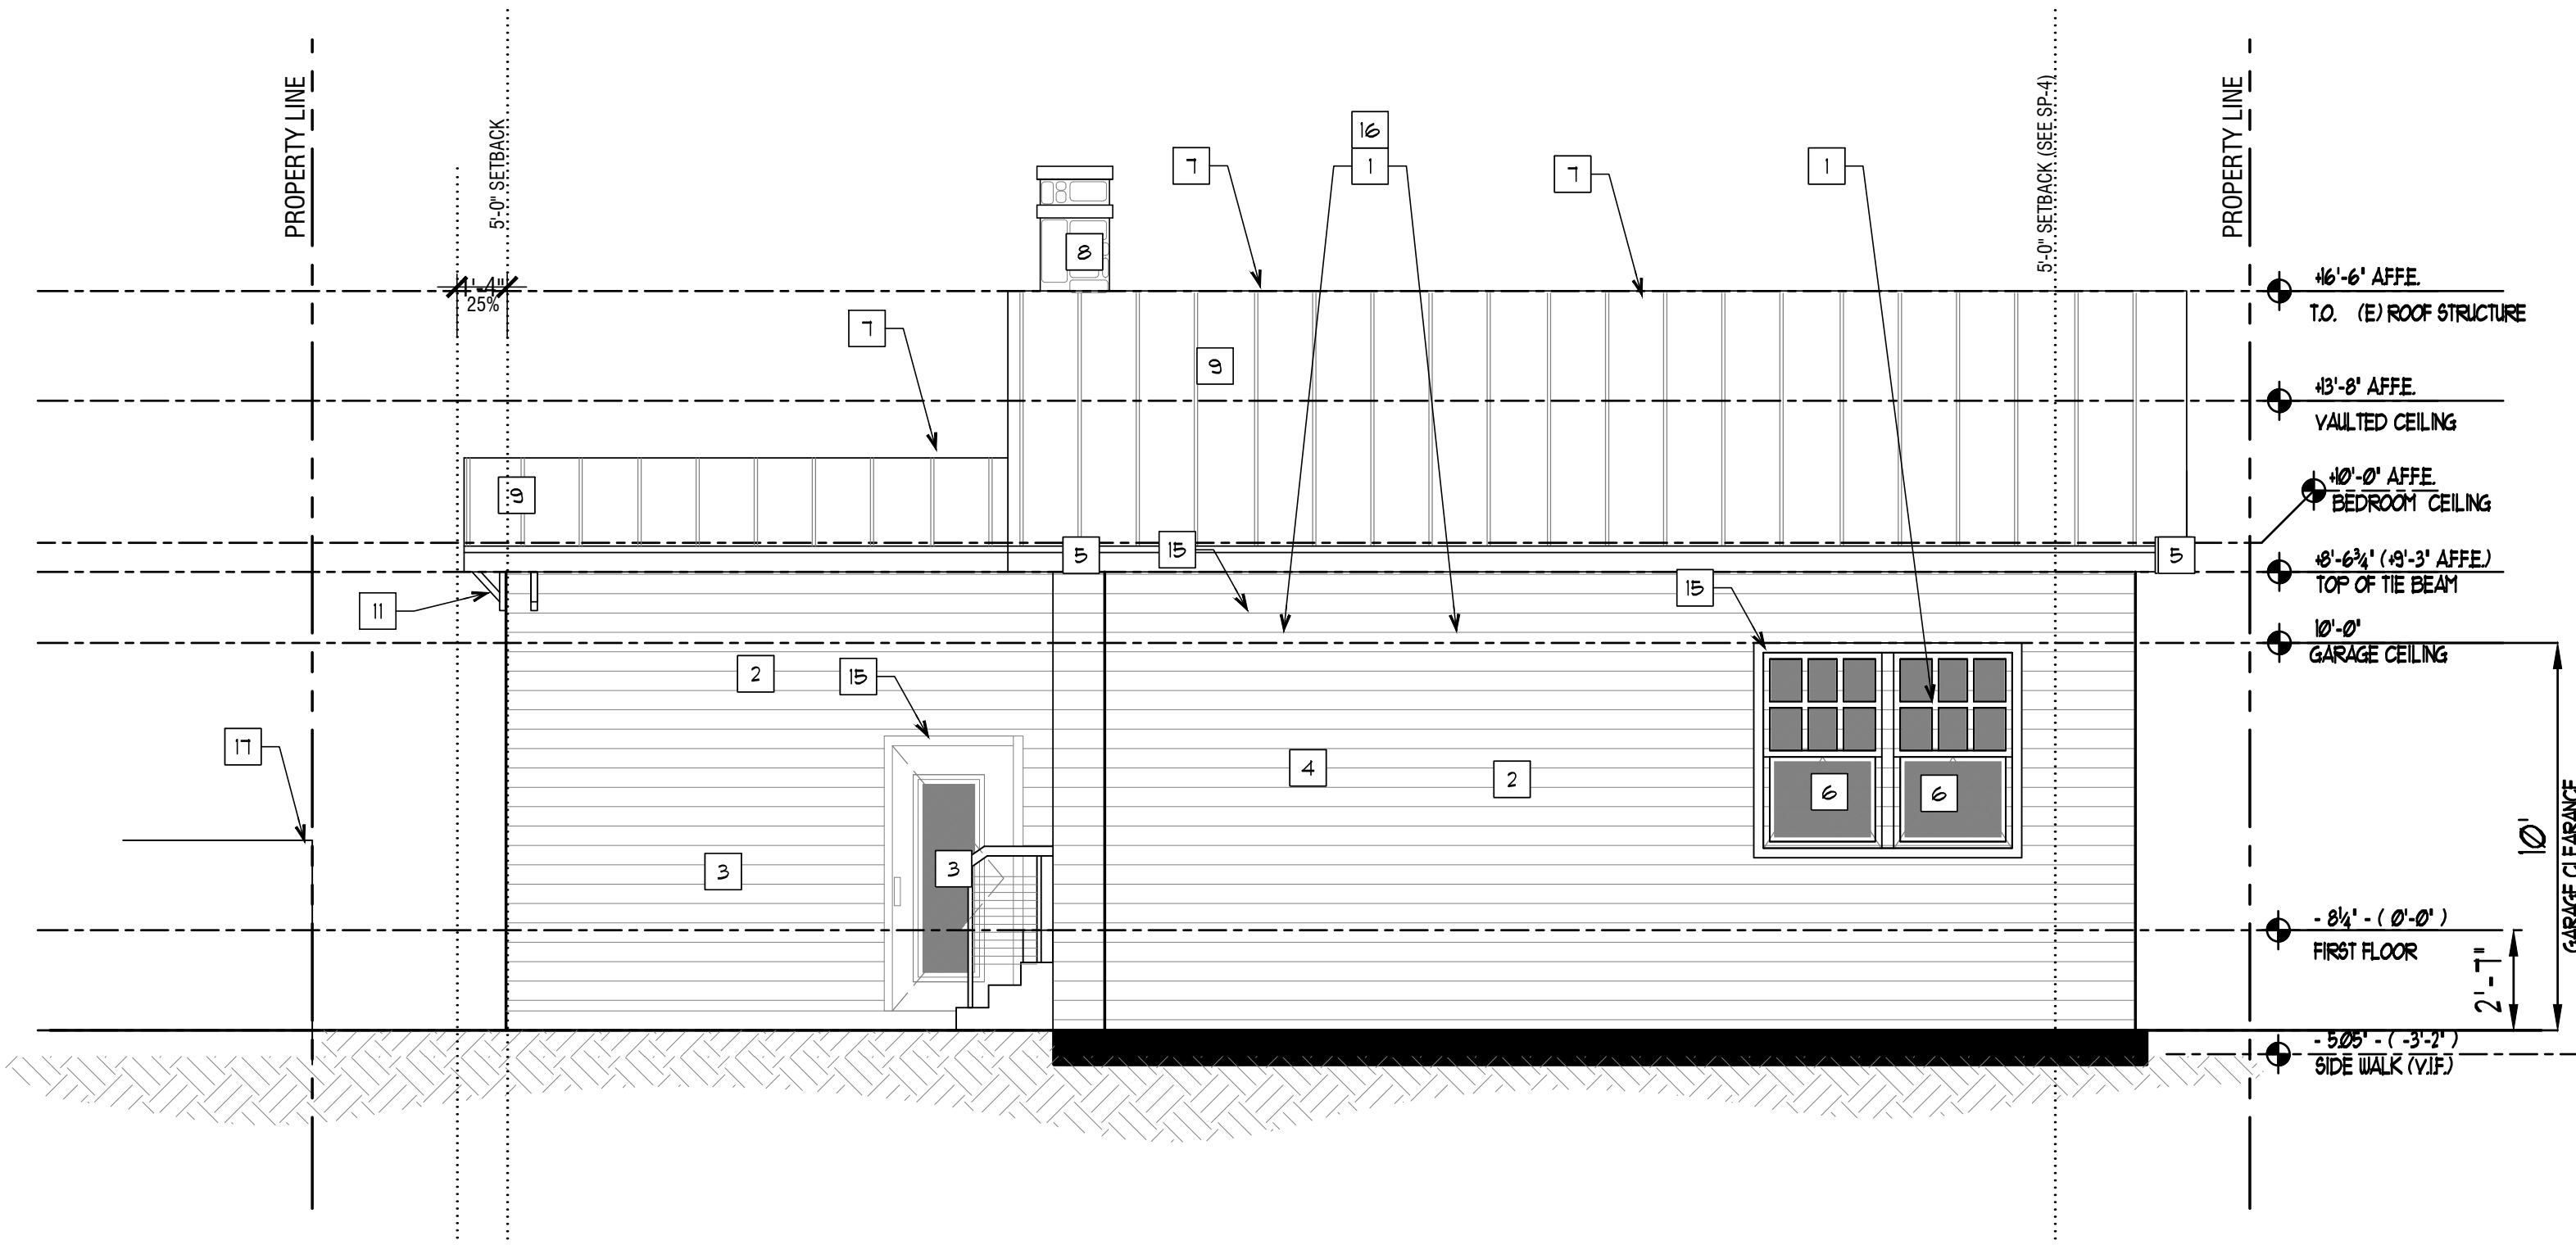 PROPERTY LINE
5'-0" SETBACK
5'-0" SETBACK (SEE SP-4)
PROPERTY LINE
16
1
7
7
1
8
1'-4"
25%
7
9
9
5
15
5
15
11
2
15
17
4
2
6
6
3
3
+16'-6" A.F.F.E.
T.O. (E) ROOF STRUCTURE
+13'-8" A.F.F.E.
VAULTED CEILING
+10'-0" A.F.F.E.
BEDROOM CEILING
+8'-6¾" (+9'-3" A.F.F.E.)
TOP OF TIE BEAM
10'-0"
GARAGE CEILING
10'
GARAGE CLEARANCE
- 8¼" - ( 0'-0" )
FIRST FLOOR
2'-7"
- 5.05" - ( -3'-2" )
SIDE WALK (V.I.F.)